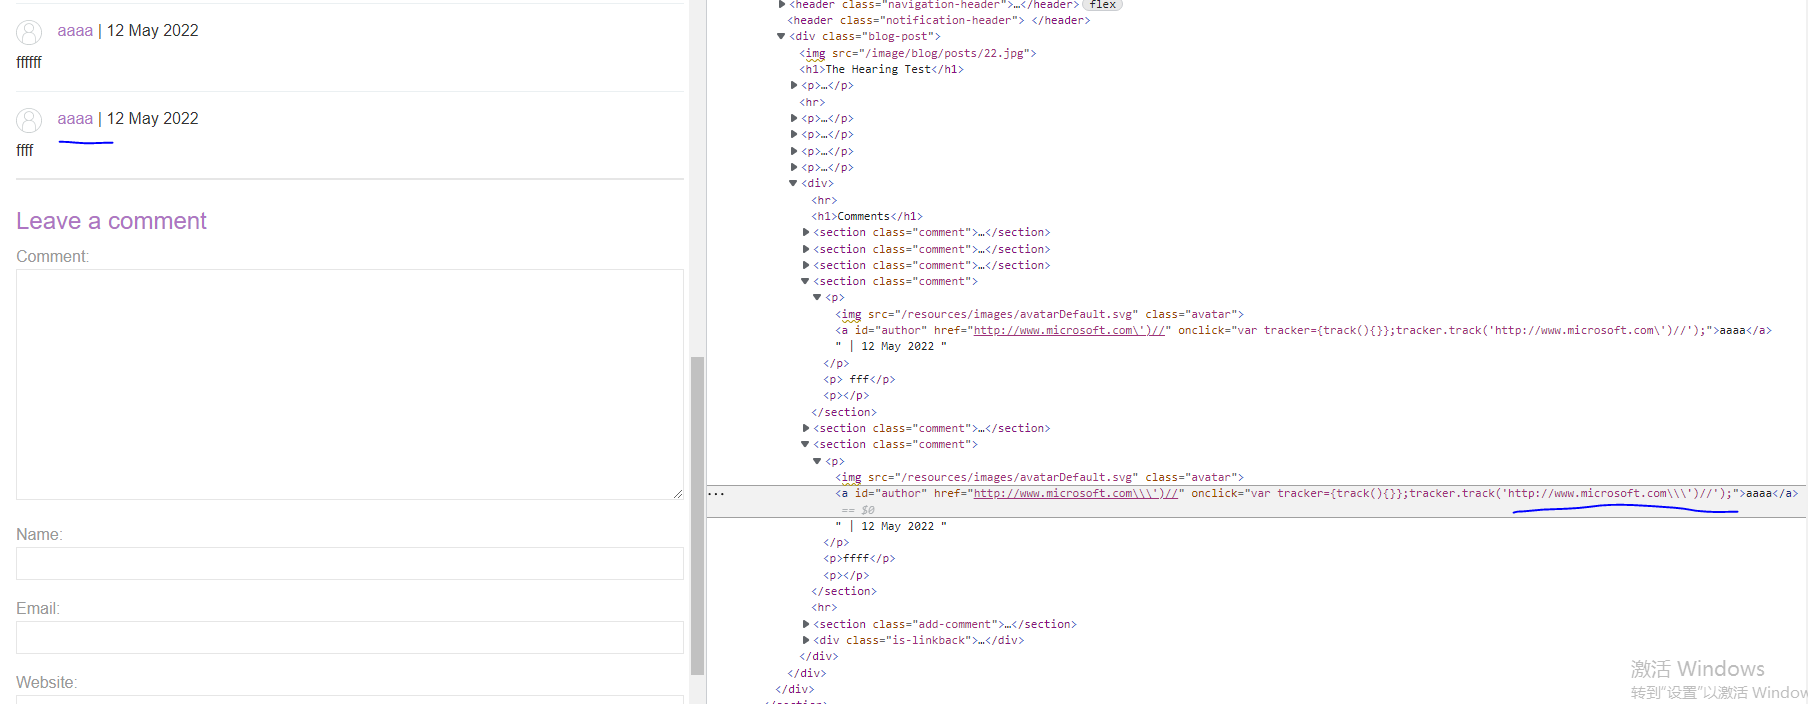 aaaa | 12 May 2022
ffffff
aaaa | 12 May 2022
ffff
Leave a comment
Comment:
Name:
Email:
Website:
<header class="navigation-header">…</header> flex
<header class="notification-header"> </header>
<div class="blog-post">
<img src="/image/blog/posts/22.jpg">
<h1>The Hearing Test</h1>
<p>…</p>
<hr>
<p>…</p>
<p>…</p>
<p>…</p>
<p>…</p>
<div>
<hr>
<h1>Comments</h1>
<section class="comment">…</section>
<section class="comment">…</section>
<section class="comment">…</section>
<section class="comment">
<p>
<img src="/resources/images/avatarDefault.svg" class="avatar">
<a id="author" href="http://www.microsoft.com\')//" onclick="var tracker={track(){}};tracker.track('http://www.microsoft.com\')//');">aaaa</a>
" | 12 May 2022 "
</p>
<p> fff</p>
<p></p>
</section>
<section class="comment">…</section>
<section class="comment">
<p>
<img src="/resources/images/avatarDefault.svg" class="avatar">
<a id="author" href="http://www.microsoft.com\\\')//" onclick="var tracker={track(){}};tracker.track('http://www.microsoft.com\\\')//');">aaaa</a>
== $0
" | 12 May 2022 "
</p>
<p>ffff</p>
<p></p>
</section>
<hr>
<section class="add-comment">…</section>
<div class="is-linkback">…</div>
</div>
</div>
</div>
激活 Windows
转到"设置"以激活 Window